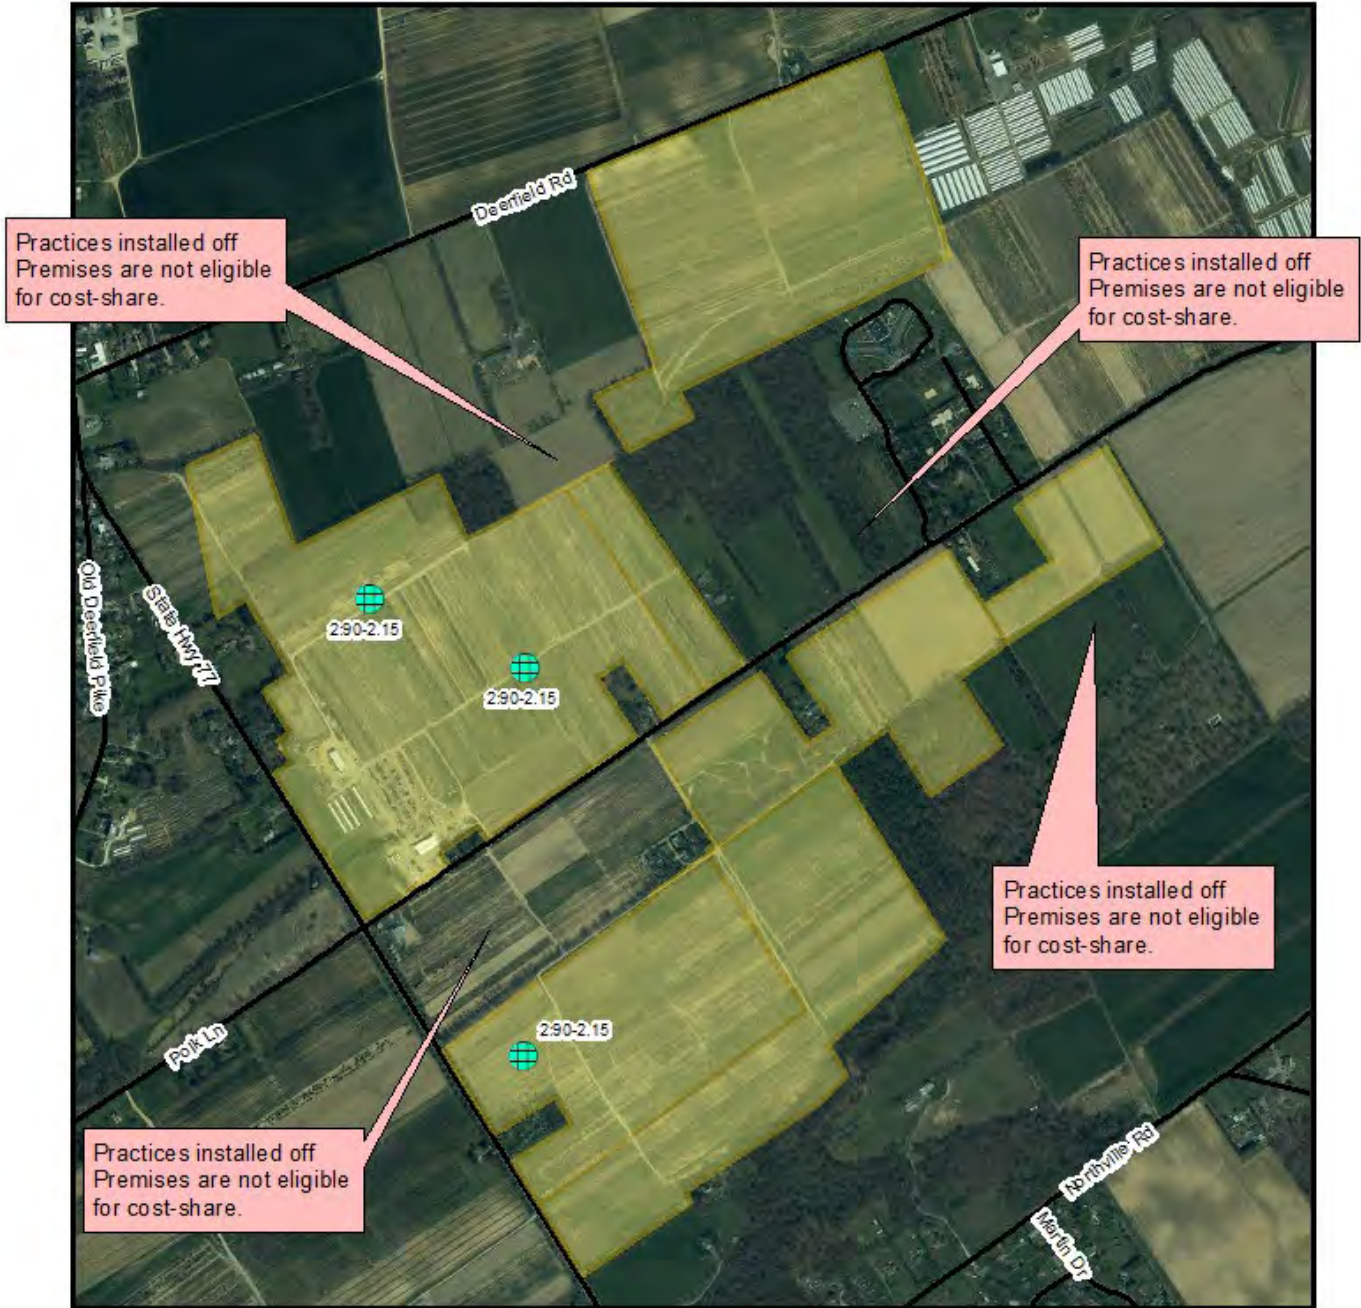 Deerfield Rd
Practices installed off
Premises are not eligible
for cost-share.
Practices installed off
Premises are not eligible
for cost-share.
Old Deerfield Pike
State Hwy 77
2.90-2.15
2.90-2.15
Practices installed off
Premises are not eligible
for cost-share.
2.90-2.15
Polk Ln
Practices installed off
Premises are not eligible
for cost-share.
Northville Rd
Martin Dr